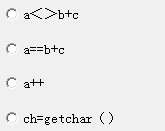 a<>b+c
a==b+c
a++
ch=getchar()